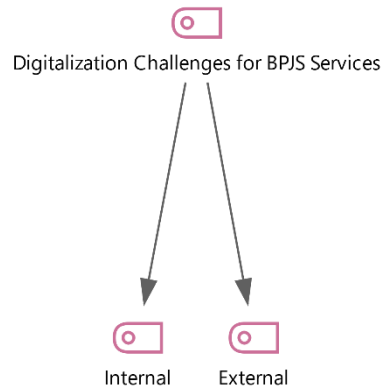 Digitalization Challenges for BPJS Services
Internal
External